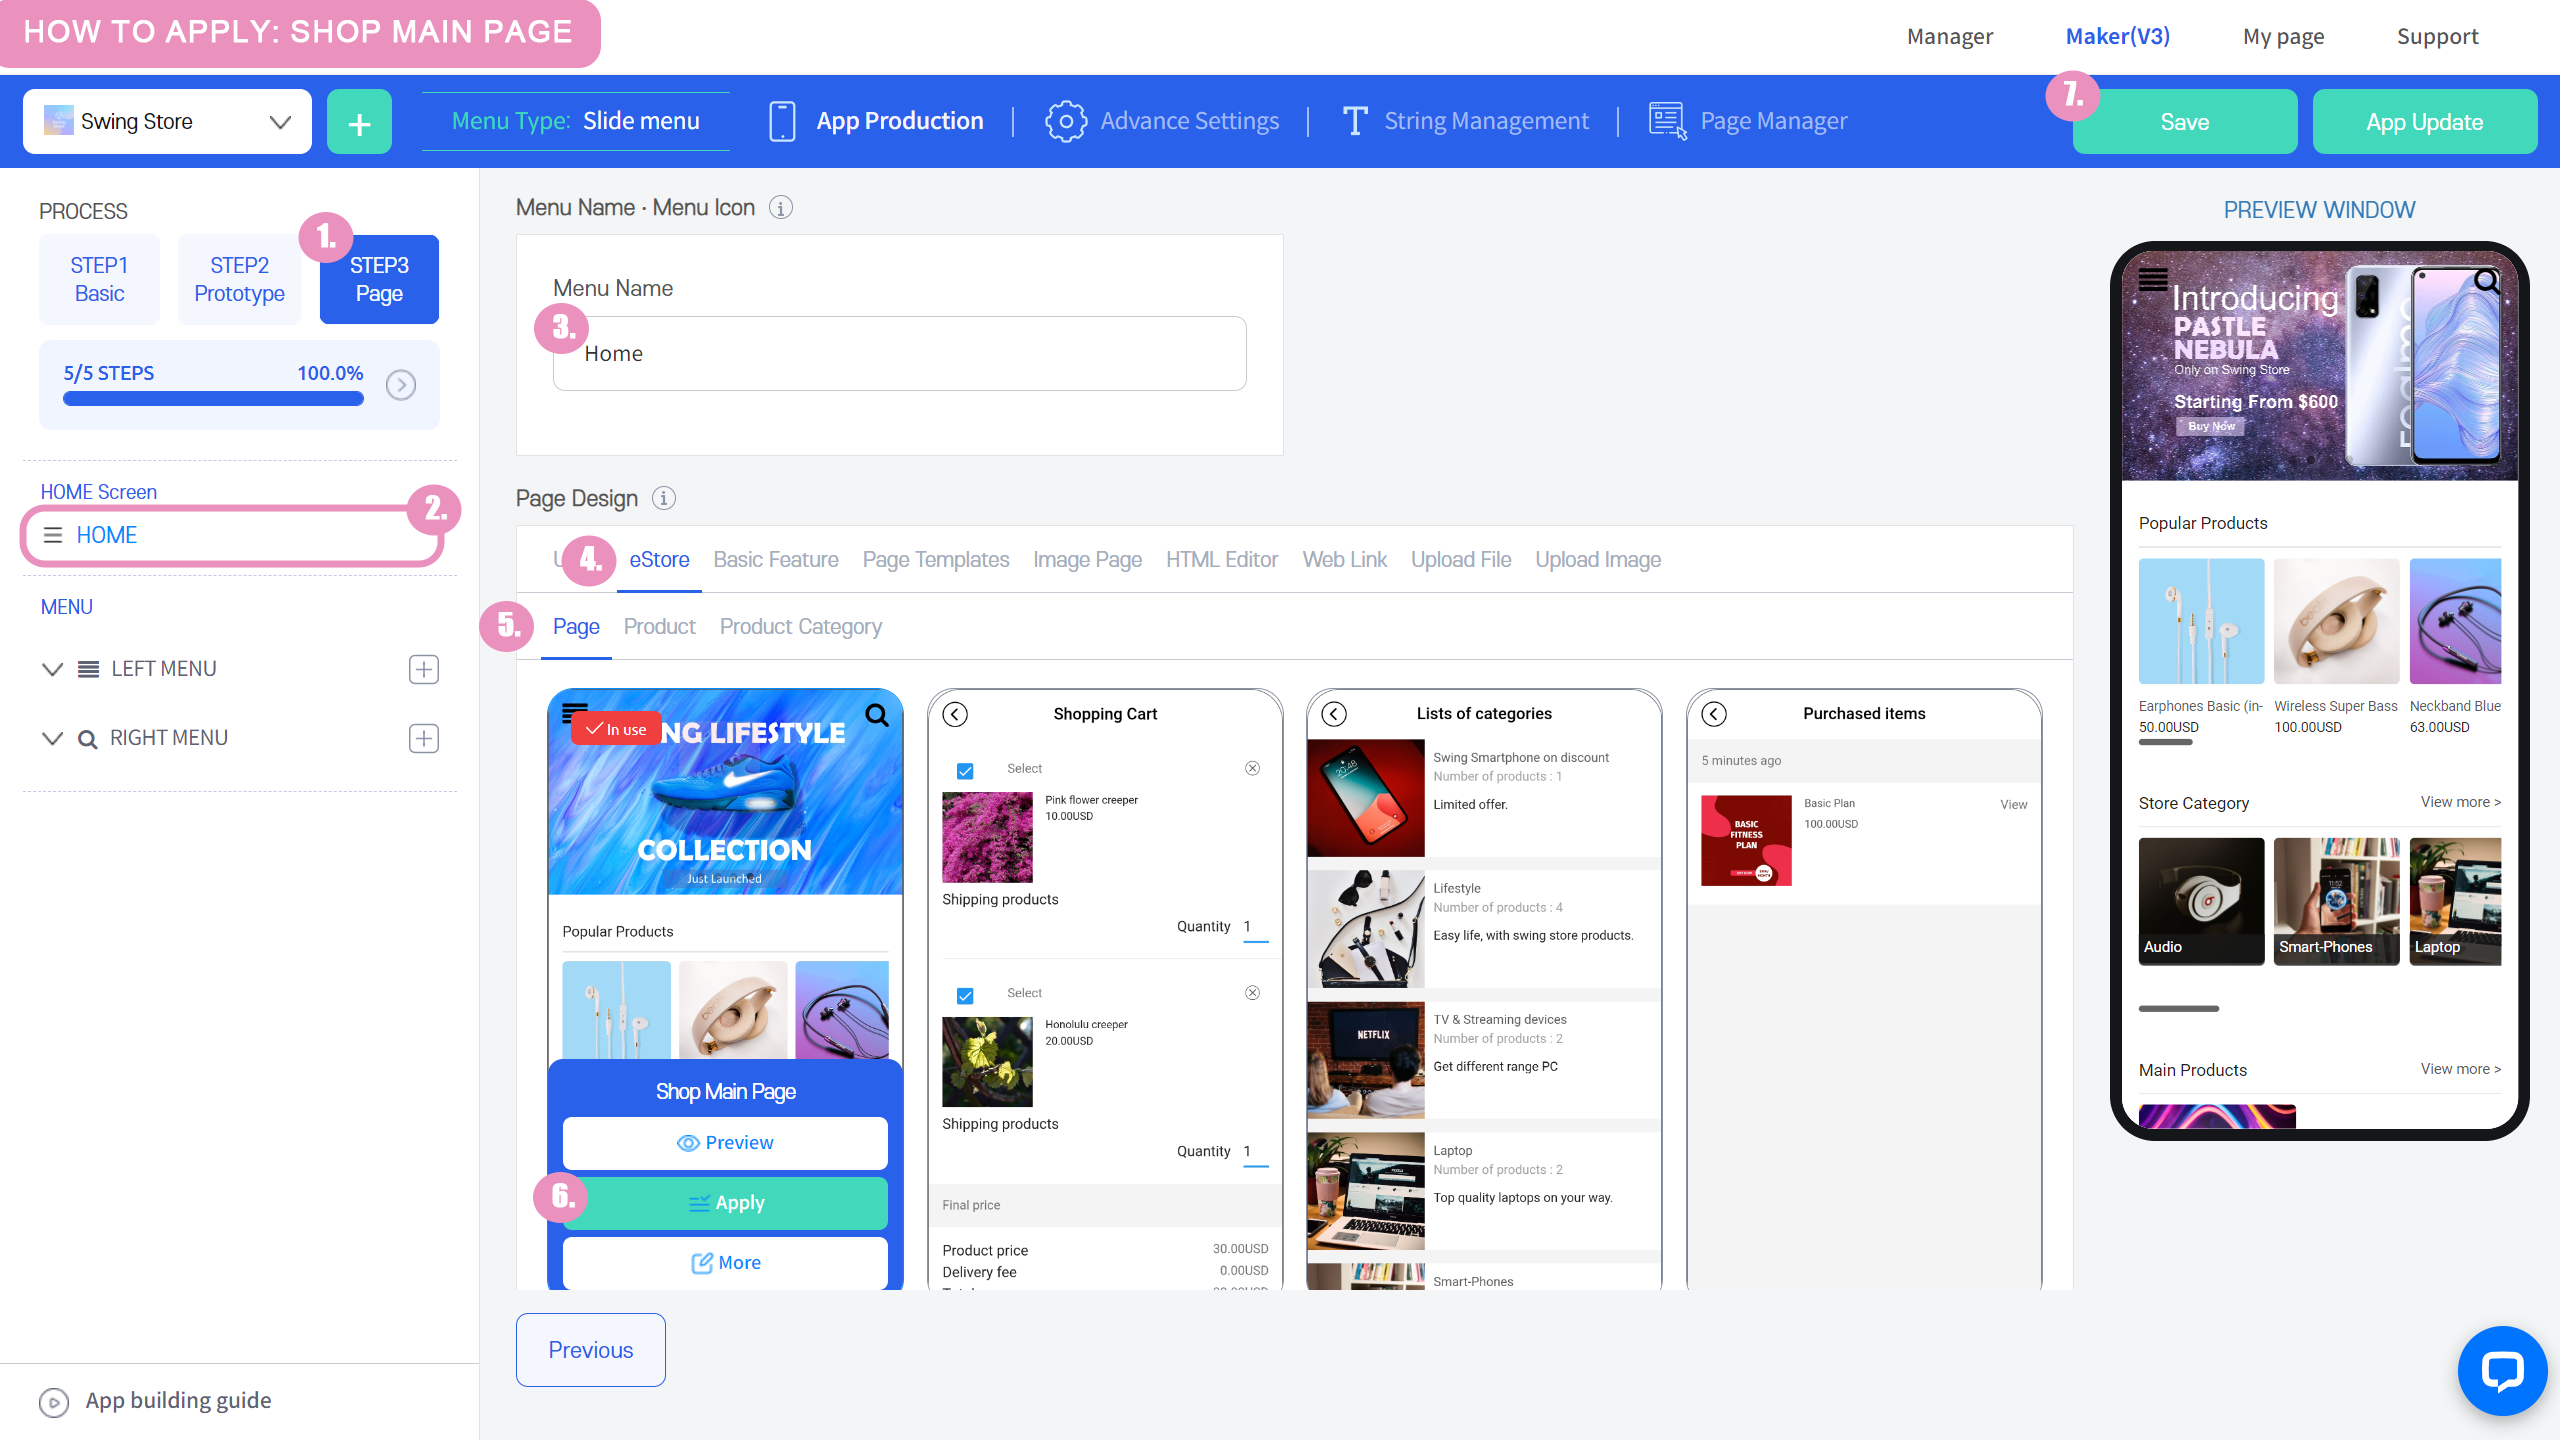 HOW TO APPLY: SHOP MAIN PAGE
Manager
Maker(V3)
My page
Support
Swing Store
+
Menu Type: Slide menu
App Production
Advance Settings
String Management
Page Manager
7.
Save
App Update
PROCESS
1.
STEP1
Basic
STEP2
Prototype
STEP3
Page
5/5 STEPS
100.0%
HOME Screen
2.
HOME
MENU
LEFT MENU
RIGHT MENU
App building guide
Menu Name · Menu Icon
Menu Name
3.
Home
Page Design
4.
eStore
Basic Feature
Page Templates
Image Page
HTML Editor
Web Link
Upload File
Upload Image
5.
Page
Product
Product Category
In use
NG LIFESTYLE
COLLECTION
Just Launched
Popular Products
Shop Main Page
Preview
6.
Apply
More
Shopping Cart
Select
Pink flower creeper
10.00USD
Shipping products
Quantity 1
Select
Honolulu creeper
20.00USD
Shipping products
Quantity 1
Final price
Product price 30.00USD
Delivery fee 0.00USD
Lists of categories
20:48
Swing Smartphone on discount
Number of products : 1
Limited offer.
Lifestyle
Number of products : 4
Easy life, with swing store products.
NETFLIX
TV & Streaming devices
Number of products : 2
Get different range PC
Laptop
Number of products : 2
Top quality laptops on your way.
Smart-Phones
Purchased items
5 minutes ago
BASIC
FITNESS
PLAN
Basic Plan
100.00USD
View
Previous
PREVIEW WINDOW
Introducing
PASTLE
NEBULA
Only on Swing Store
Starting From $600
Buy Now
realme
Popular Products
Earphones Basic (in-
50.00USD
Wireless Super Bass
100.00USD
Neckband Blue
63.00USD
Store Category
View more >
Audio
Smart-Phones
Laptop
Main Products
View more >